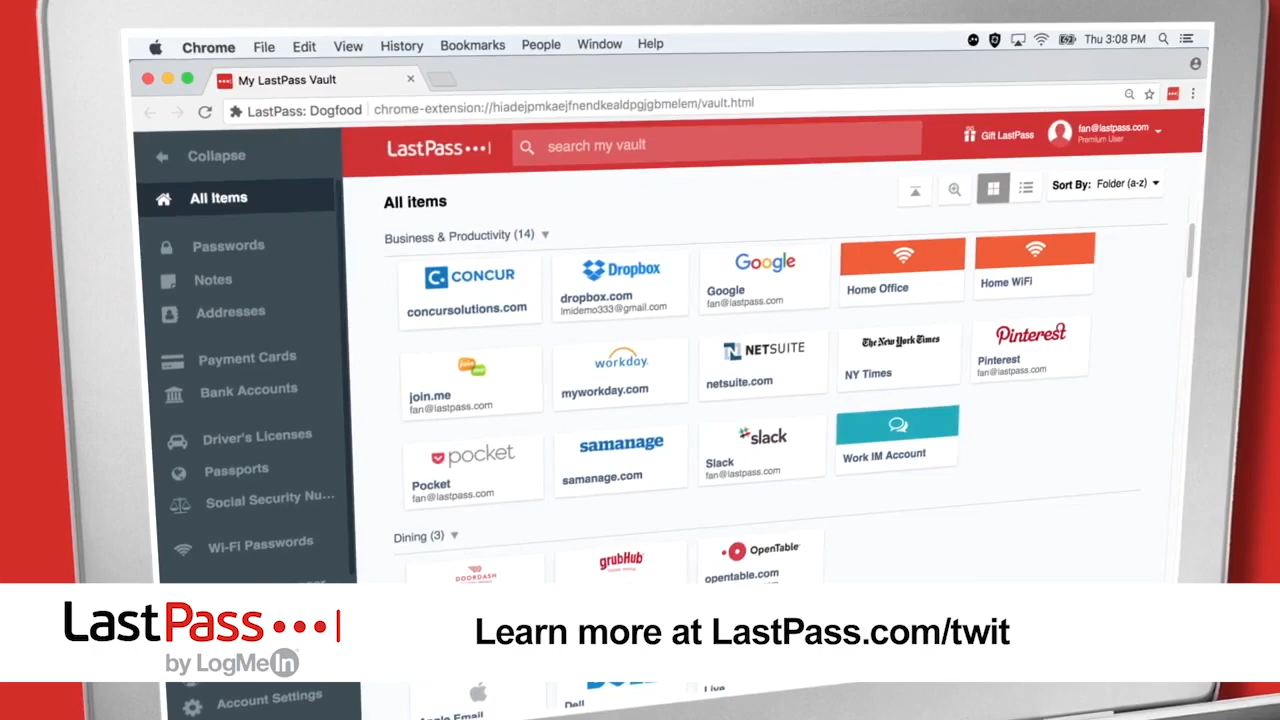 Chrome File Edit View History Bookmarks People Window Help Thu 3:08 PM
My LastPass Vault
LastPass: Dogfood chrome-extension://hiadejpmkaejfnendkealdpgjgbmelem/vault.html
Collapse
LastPass search my vault Gift LastPass fan@lastpass.com
Premium User
All Items
Passwords
Notes
Addresses
Payment Cards
Bank Accounts
Driver's Licenses
Passports
Social Security Nu...
Wi-Fi Passwords
Account Settings
All items
Sort By: Folder (a-z)
Business & Productivity (14)
CONCUR
concursolutions.com
Dropbox
dropbox.com
lmidemo333@gmail.com
Google
Google
fan@lastpass.com
Home Office
Home WiFi
join.me
join.me
fan@lastpass.com
workday.
myworkday.com
NETSUITE
netsuite.com
The New York Times
NY Times
Pinterest
Pinterest
fan@lastpass.com
pocket
Pocket
fan@lastpass.com
samanage
samanage.com
slack
Slack
fan@lastpass.com
Work IM Account
Dining (3)
DOORDASH
grubHub
OpenTable
opentable.com
LastPass
by LogMeIn
Learn more at LastPass.com/twit
Apple Email
Dell